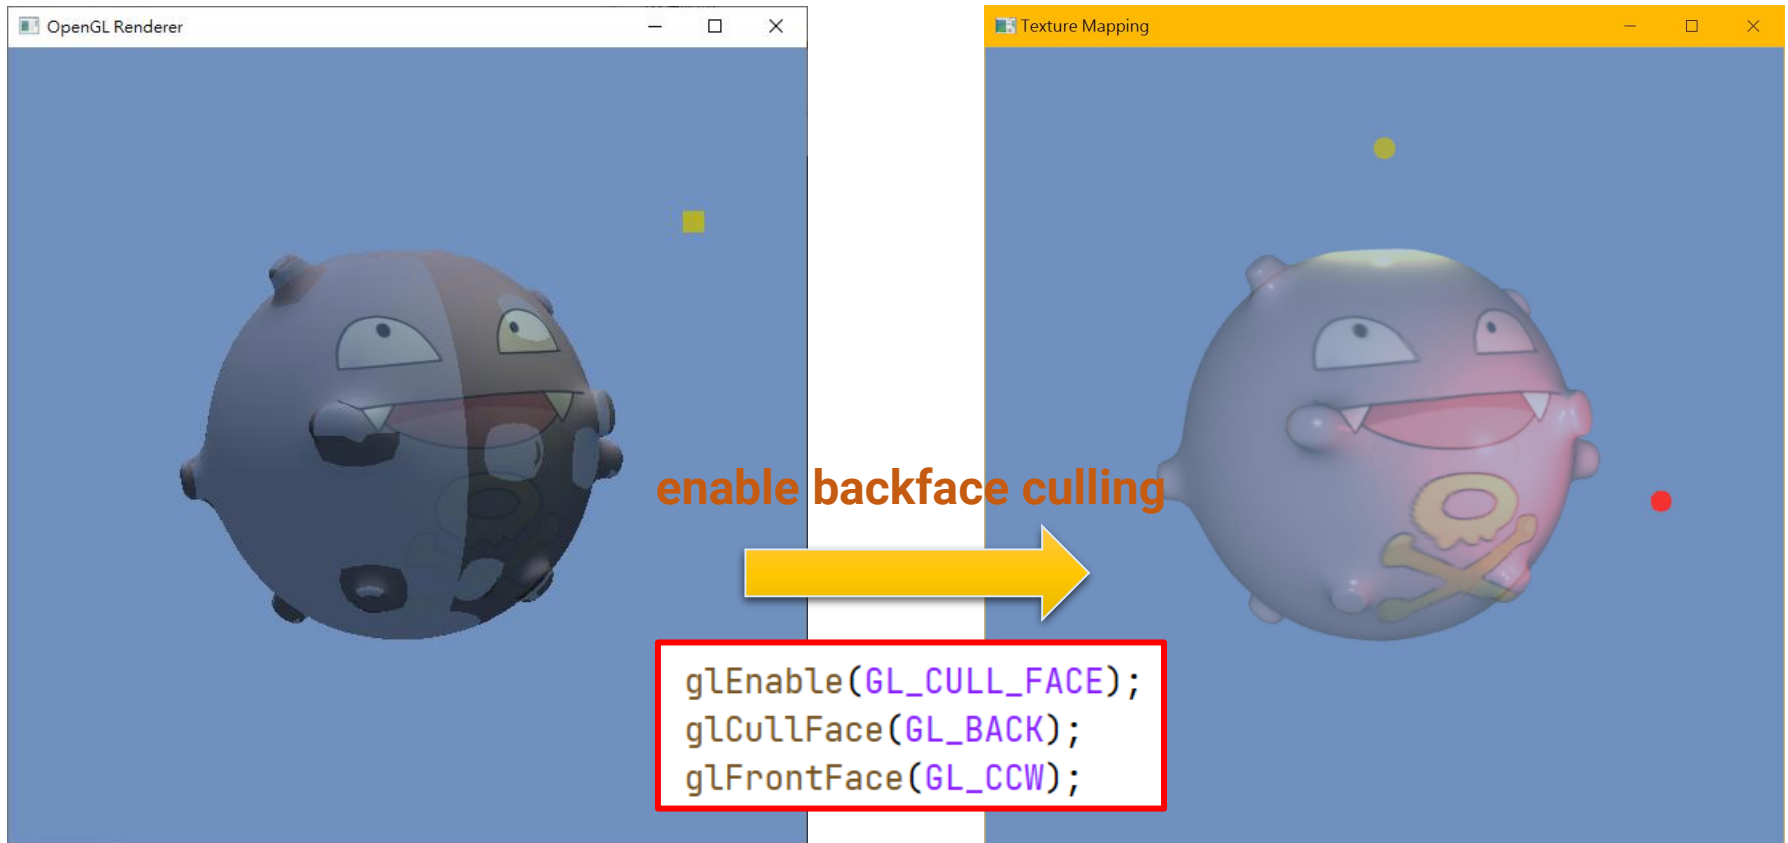 OpenGL Renderer
Texture Mapping
enable backface culling
glEnable(GL_CULL_FACE);
glCullFace(GL_BACK);
glFrontFace(GL_CCW);